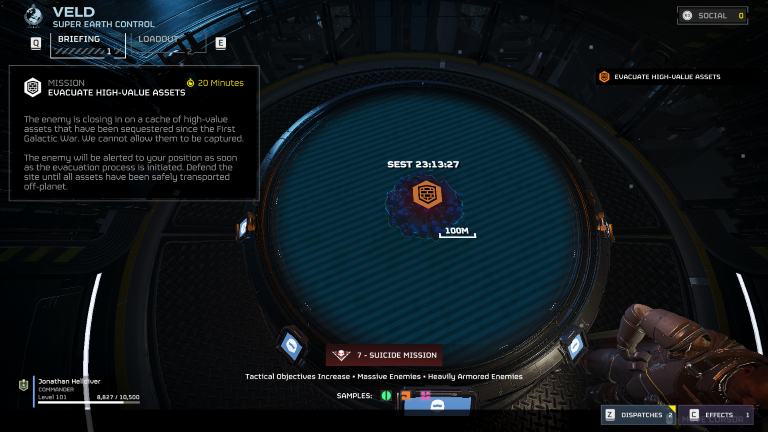 VELD
SUPER EARTH CONTROL
Q
BRIEFING
1
LOADOUT
2
E
SOCIAL 0
MISSION
EVACUATE HIGH-VALUE ASSETS
20 Minutes
The enemy is closing in on a cache of high-value
assets that have been sequestered since the First
Galactic War. We cannot allow them to be captured.
The enemy will be alerted to your position as soon
as the evacuation process is initiated. Defend the
site until all assets have been safely transported
off-planet.
EVACUATE HIGH-VALUE ASSETS
SEST 23:13:27
100M
7 - SUICIDE MISSION
Tactical Objectives Increase • Massive Enemies • Heavily Armored Enemies
SAMPLES:
Jonathan Helldiver
COMMANDER
Level 101
8,827 / 10,500
Z DISPATCHES 2
C EFFECTS 1
CURSOR